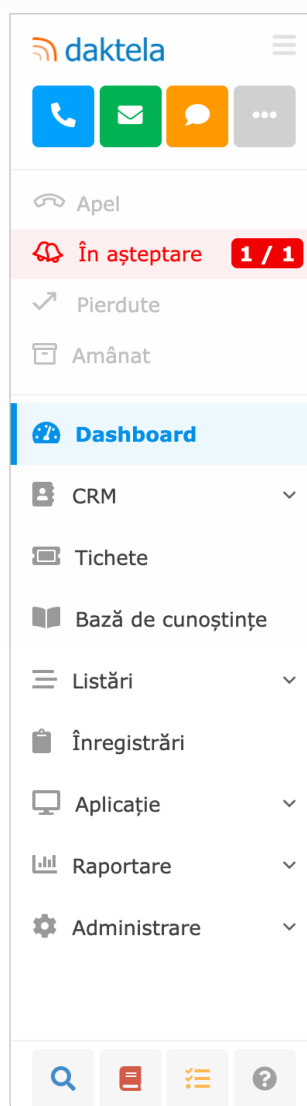 daktela
Apel
În așteptare 1 / 1
Pierdute
Amânat
Dashboard
CRM
Tichete
Bază de cunoștințe
Listări
Înregistrări
Aplicație
Raportare
Administrare